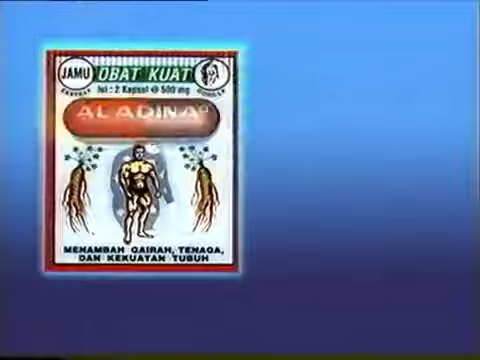 JAMU OBAT KUAT
Isi : 2 Kapsul @ 500 mg
ALADINA
MENAMBAH GAIRAH, TENAGA,
DAN KEKUATAN TUBUH